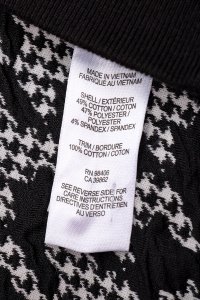 MADE IN VIETNAM
FABRIQUÉ AU VIETNAM
SHELL / EXTÉRIEUR
49% COTTON / COTON
47% POLYESTER /
POLYESTER
4% SPANDEX / SPANDEX
TRIM / BORDURE
100% COTTON / COTON
RN 98406
CA 39862
SEE REVERSE SIDE FOR
CARE INSTRUCTIONS
DIRECTIVES D'ENTRETIEN
AU VERSO